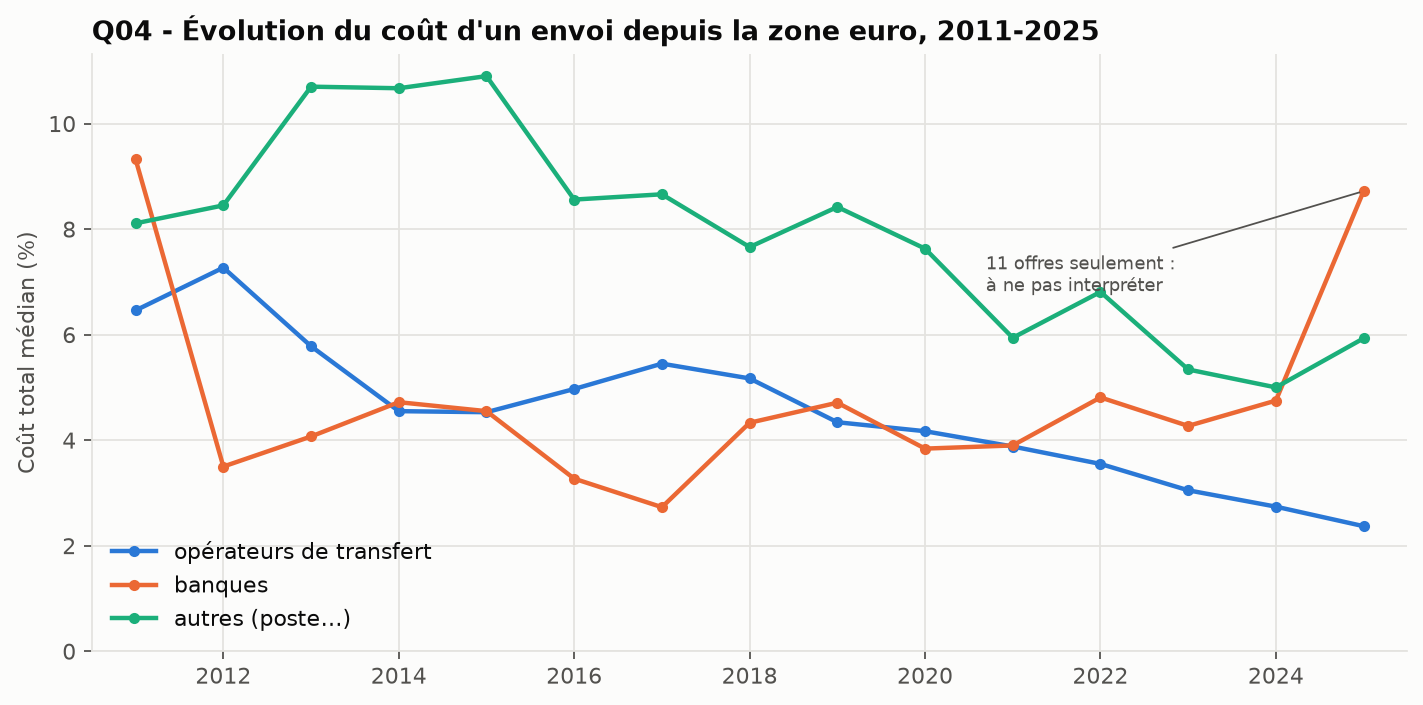 Q04 - Évolution du coût d'un envoi depuis la zone euro, 2011-2025
Coût total médian (%)
10
8
6
4
2
0
11 offres seulement :
à ne pas interpréter
opérateurs de transfert
banques
autres (poste...)
2012
2014
2016
2018
2020
2022
2024